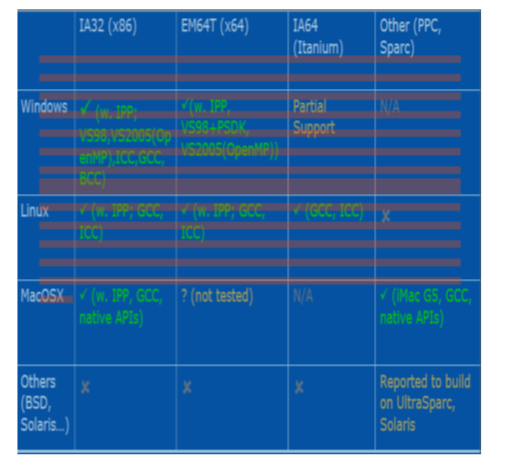 IA32 (x86) EM64T (x64) IA64 Other (PPC,
(Itanium) Sparc)
Windows ✓ (w. IPP; ✓(w. IPP, Partial N/A
VS98,VS2005(Op VS98+PSDK, Support
enMP),ICC,GCC, VS2005(OpenMP))
BCC)
Linux ✓ (w. IPP; GCC, ✓ (w. IPP; GCC, ✓ (GCC, ICC) ✗
ICC) ICC)
MacOSX ✓ (w. IPP, GCC, ? (not tested) N/A ✓ (iMac G5, GCC,
native APIs) native APIs)
Others ✗ ✗ ✗ Reported to build
(BSD, on UltraSparc,
Solaris...) Solaris